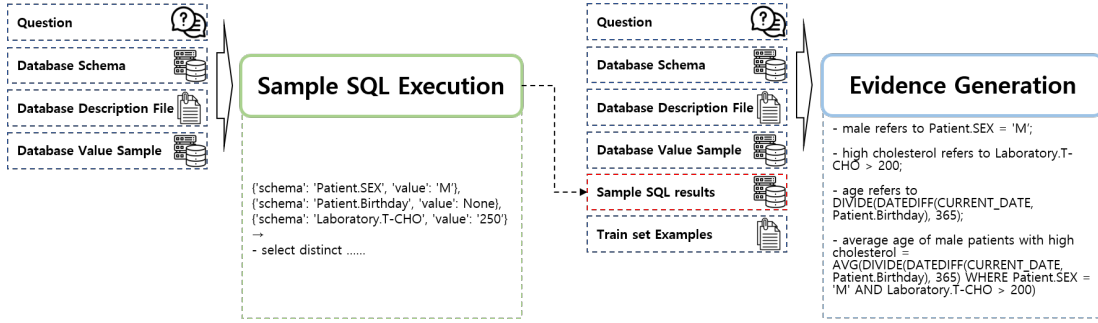 Question
Database Schema
Database Description File
Database Value Sample
Sample SQL Execution
{'schema': 'Patient.SEX', 'value': 'M'},
{'schema': 'Patient.Birthday', 'value': None},
{'schema': 'Laboratory.T-CHO', 'value': '250'}
→
- select distinct ......
Question
Database Schema
Database Description File
Database Value Sample
Sample SQL results
Train set Examples
Evidence Generation
- male refers to Patient.SEX = 'M';
- high cholesterol refers to Laboratory.T-
CHO > 200;
- age refers to
DIVIDE(DATEDIFF(CURRENT_DATE,
Patient.Birthday), 365);
- average age of male patients with high
cholesterol =
AVG(DIVIDE(DATEDIFF(CURRENT_DATE,
Patient.Birthday), 365) WHERE Patient.SEX =
'M' AND Laboratory.T-CHO > 200)